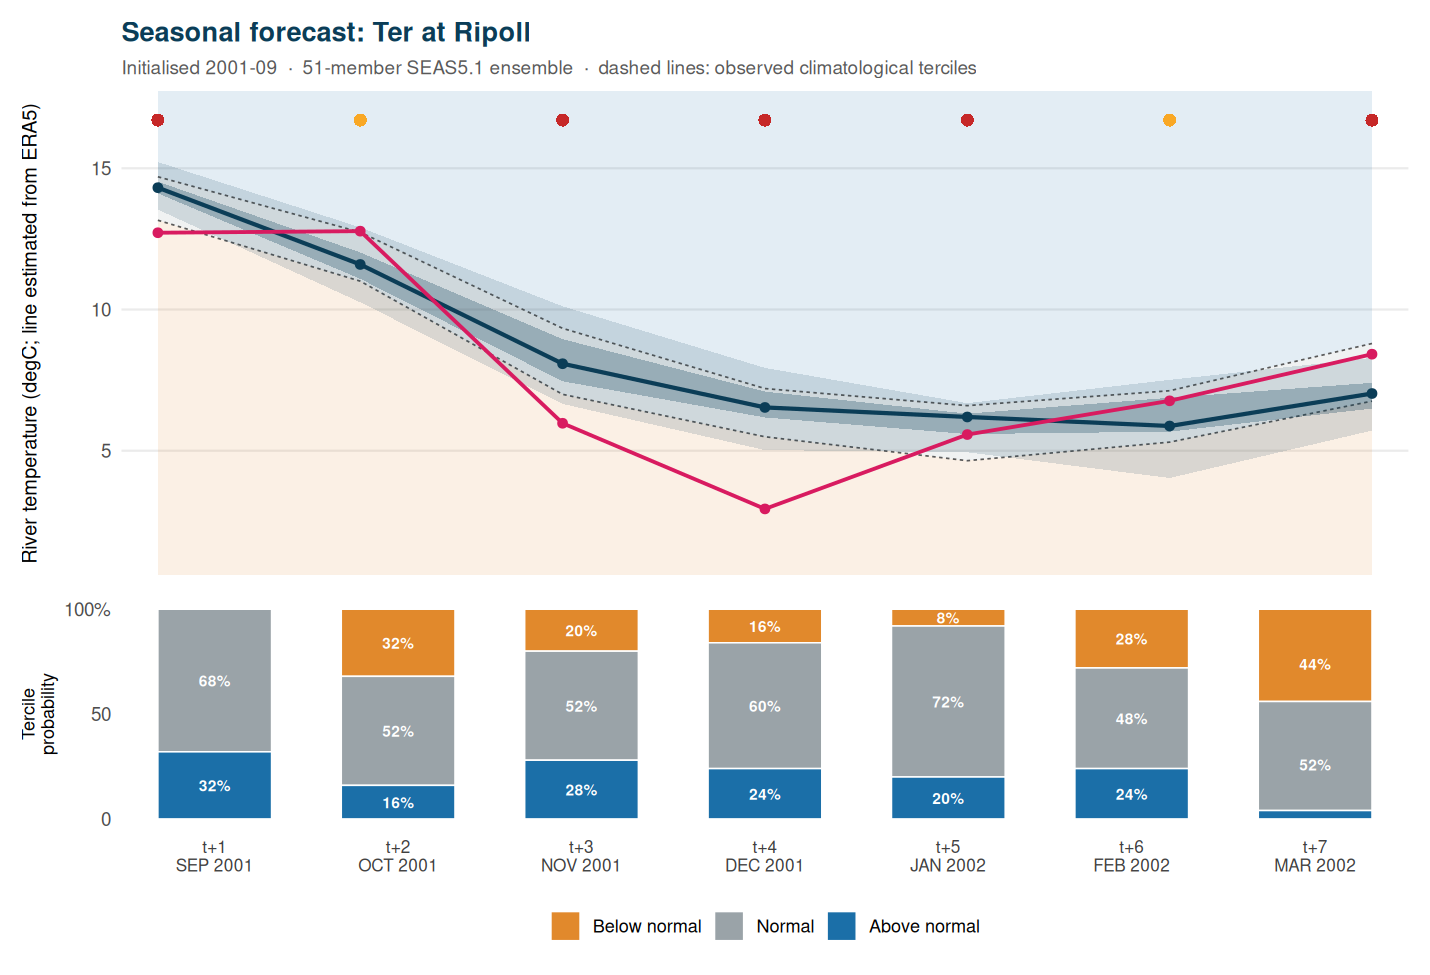 Seasonal forecast: Ter at Ripoll
Initialised 2001-09 · 51-member SEAS5.1 ensemble · dashed lines: observed climatological terciles
River temperature (degC; line estimated from ERA5)
15
10
5
100%
50
0
Tercile
probability
68%
32%
32%
52%
16%
20%
52%
28%
16%
60%
24%
8%
72%
20%
28%
48%
24%
44%
52%
t+1
SEP 2001
t+2
OCT 2001
t+3
NOV 2001
t+4
DEC 2001
t+5
JAN 2002
t+6
FEB 2002
t+7
MAR 2002
Below normal
Normal
Above normal